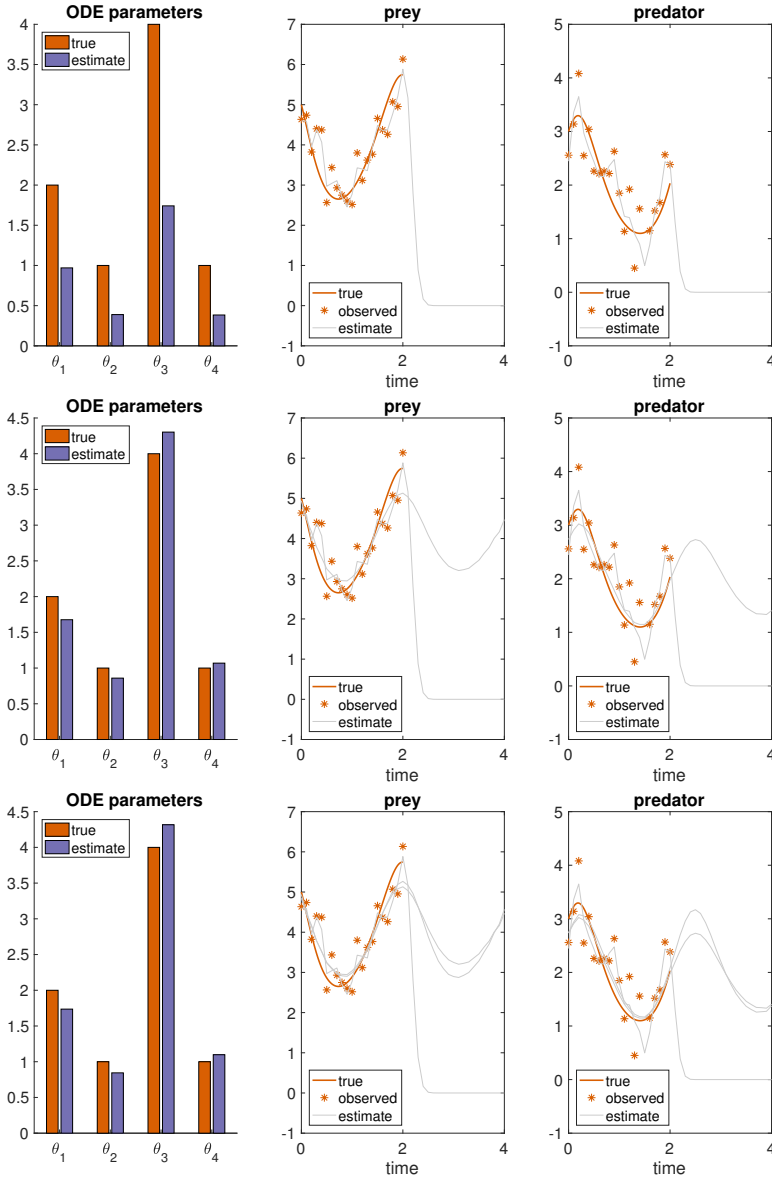 ODE parameters
true
estimate
4
3.5
3
2.5
2
1.5
1
0.5
0
θ1 θ2 θ3 θ4
prey
7
6
5
4
3
2
1
0
-1
true
observed
estimate
0 2 4
time
predator
5
4
3
2
1
0
-1
true
observed
estimate
0 2 4
time
ODE parameters
true
estimate
4.5
4
3.5
3
2.5
2
1.5
1
0.5
0
θ1 θ2 θ3 θ4
prey
7
6
5
4
3
2
1
0
-1
true
observed
estimate
0 2 4
time
predator
5
4
3
2
1
0
-1
true
observed
estimate
0 2 4
time
ODE parameters
true
estimate
4.5
4
3.5
3
2.5
2
1.5
1
0.5
0
θ1 θ2 θ3 θ4
prey
7
6
5
4
3
2
1
0
-1
true
observed
estimate
0 2 4
time
predator
5
4
3
2
1
0
-1
true
observed
estimate
0 2 4
time